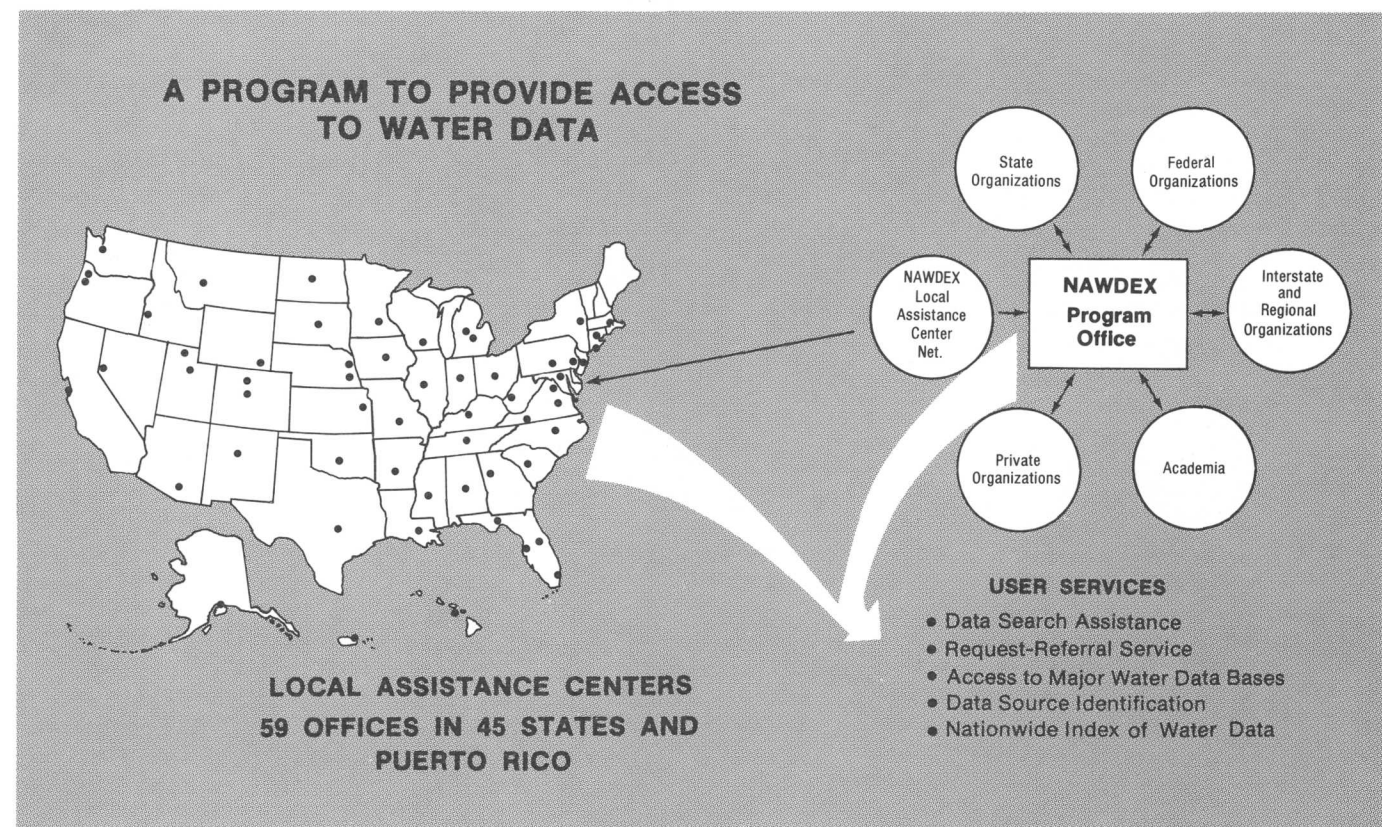 A PROGRAM TO PROVIDE ACCESS
TO WATER DATA
State
Organizations
Federal
Organizations
NAWDEX
Local
Assistance
Center
Net.
NAWDEX
Program
Office
Interstate
and
Regional
Organizations
Private
Organizations
Academia
LOCAL ASSISTANCE CENTERS
59 OFFICES IN 45 STATES AND
PUERTO RICO
USER SERVICES
• Data Search Assistance
• Request-Referral Service
• Access to Major Water Data Bases
• Data Source Identification
• Nationwide Index of Water Data